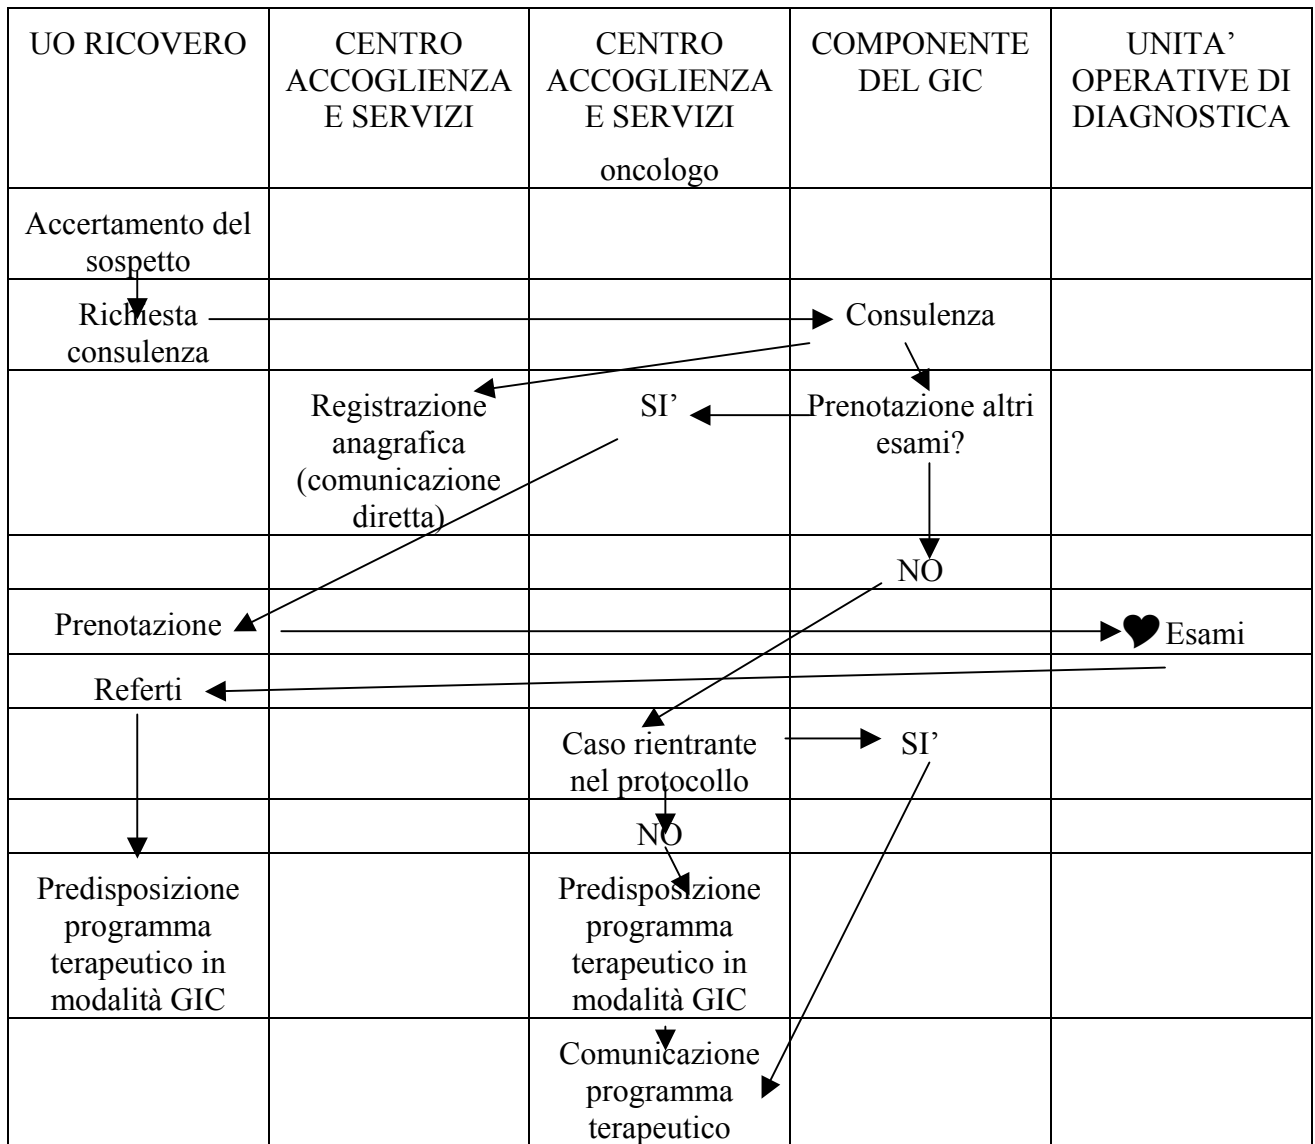 UO RICOVERO
CENTRO
ACCOGLIENZA
E SERVIZI
CENTRO
ACCOGLIENZA
E SERVIZI
oncologo
COMPONENTE
DEL GIC
UNITA’
OPERATIVE DI
DIAGNOSTICA
Accertamento del
sospetto
Richiesta
consulenza
Consulenza
Registrazione
anagrafica
(comunicazione
diretta)
SI’
Prenotazione altri
esami?
NO
Prenotazione
Esami
Referti
Caso rientrante
nel protocollo
SI’
NO
Predisposizione
programma
terapeutico in
modalità GIC
Predisposizione
programma
terapeutico in
modalità GIC
Comunicazione
programma
terapeutico